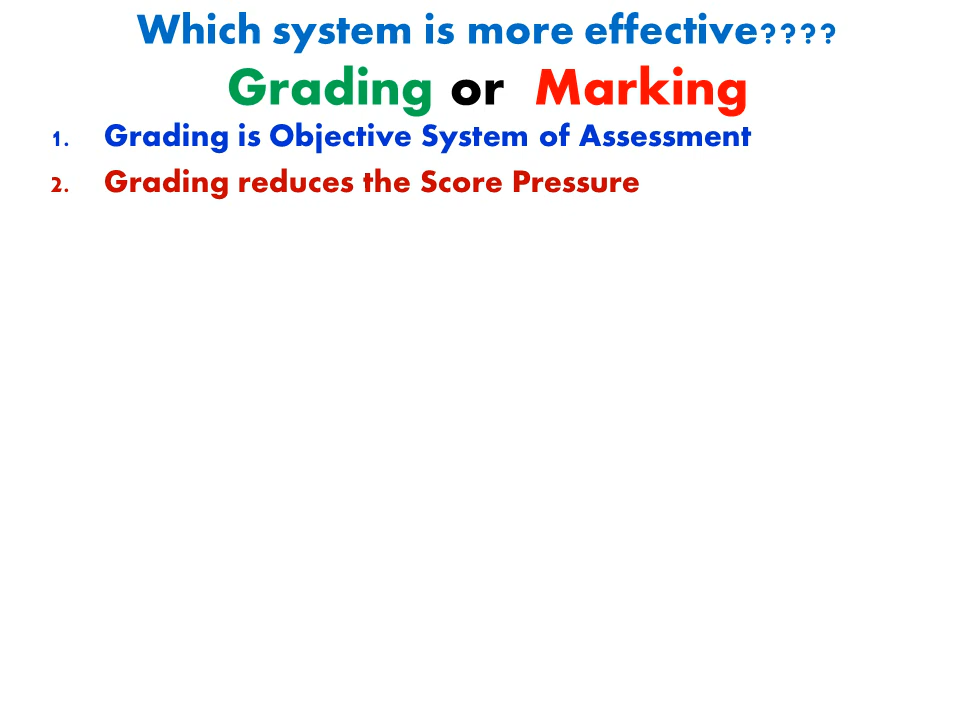 Which system is more effective????
Grading or Marking
1. Grading is Objective System of Assessment
2. Grading reduces the Score Pressure